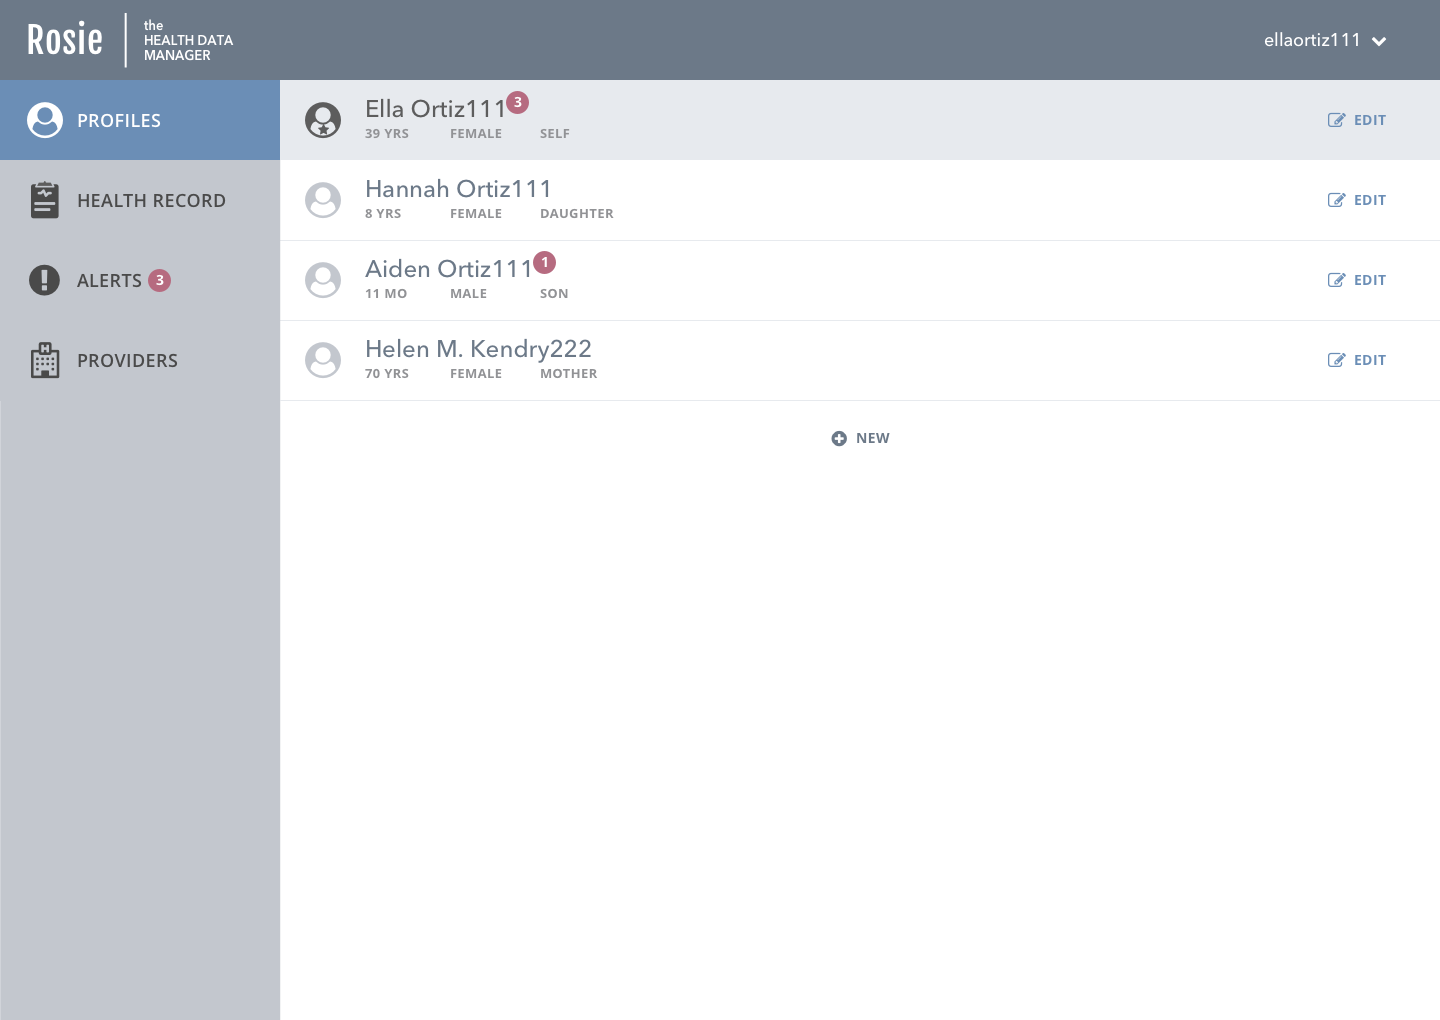 Rosie
the
HEALTH DATA
MANAGER
ellaortiz111
PROFILES
HEALTH RECORD
ALERTS 3
PROVIDERS
Ella Ortiz111 3
39 YRS FEMALE SELF
EDIT
Hannah Ortiz111
8 YRS FEMALE DAUGHTER
EDIT
Aiden Ortiz111 1
11 MO MALE SON
EDIT
Helen M. Kendry222
70 YRS FEMALE MOTHER
EDIT
NEW